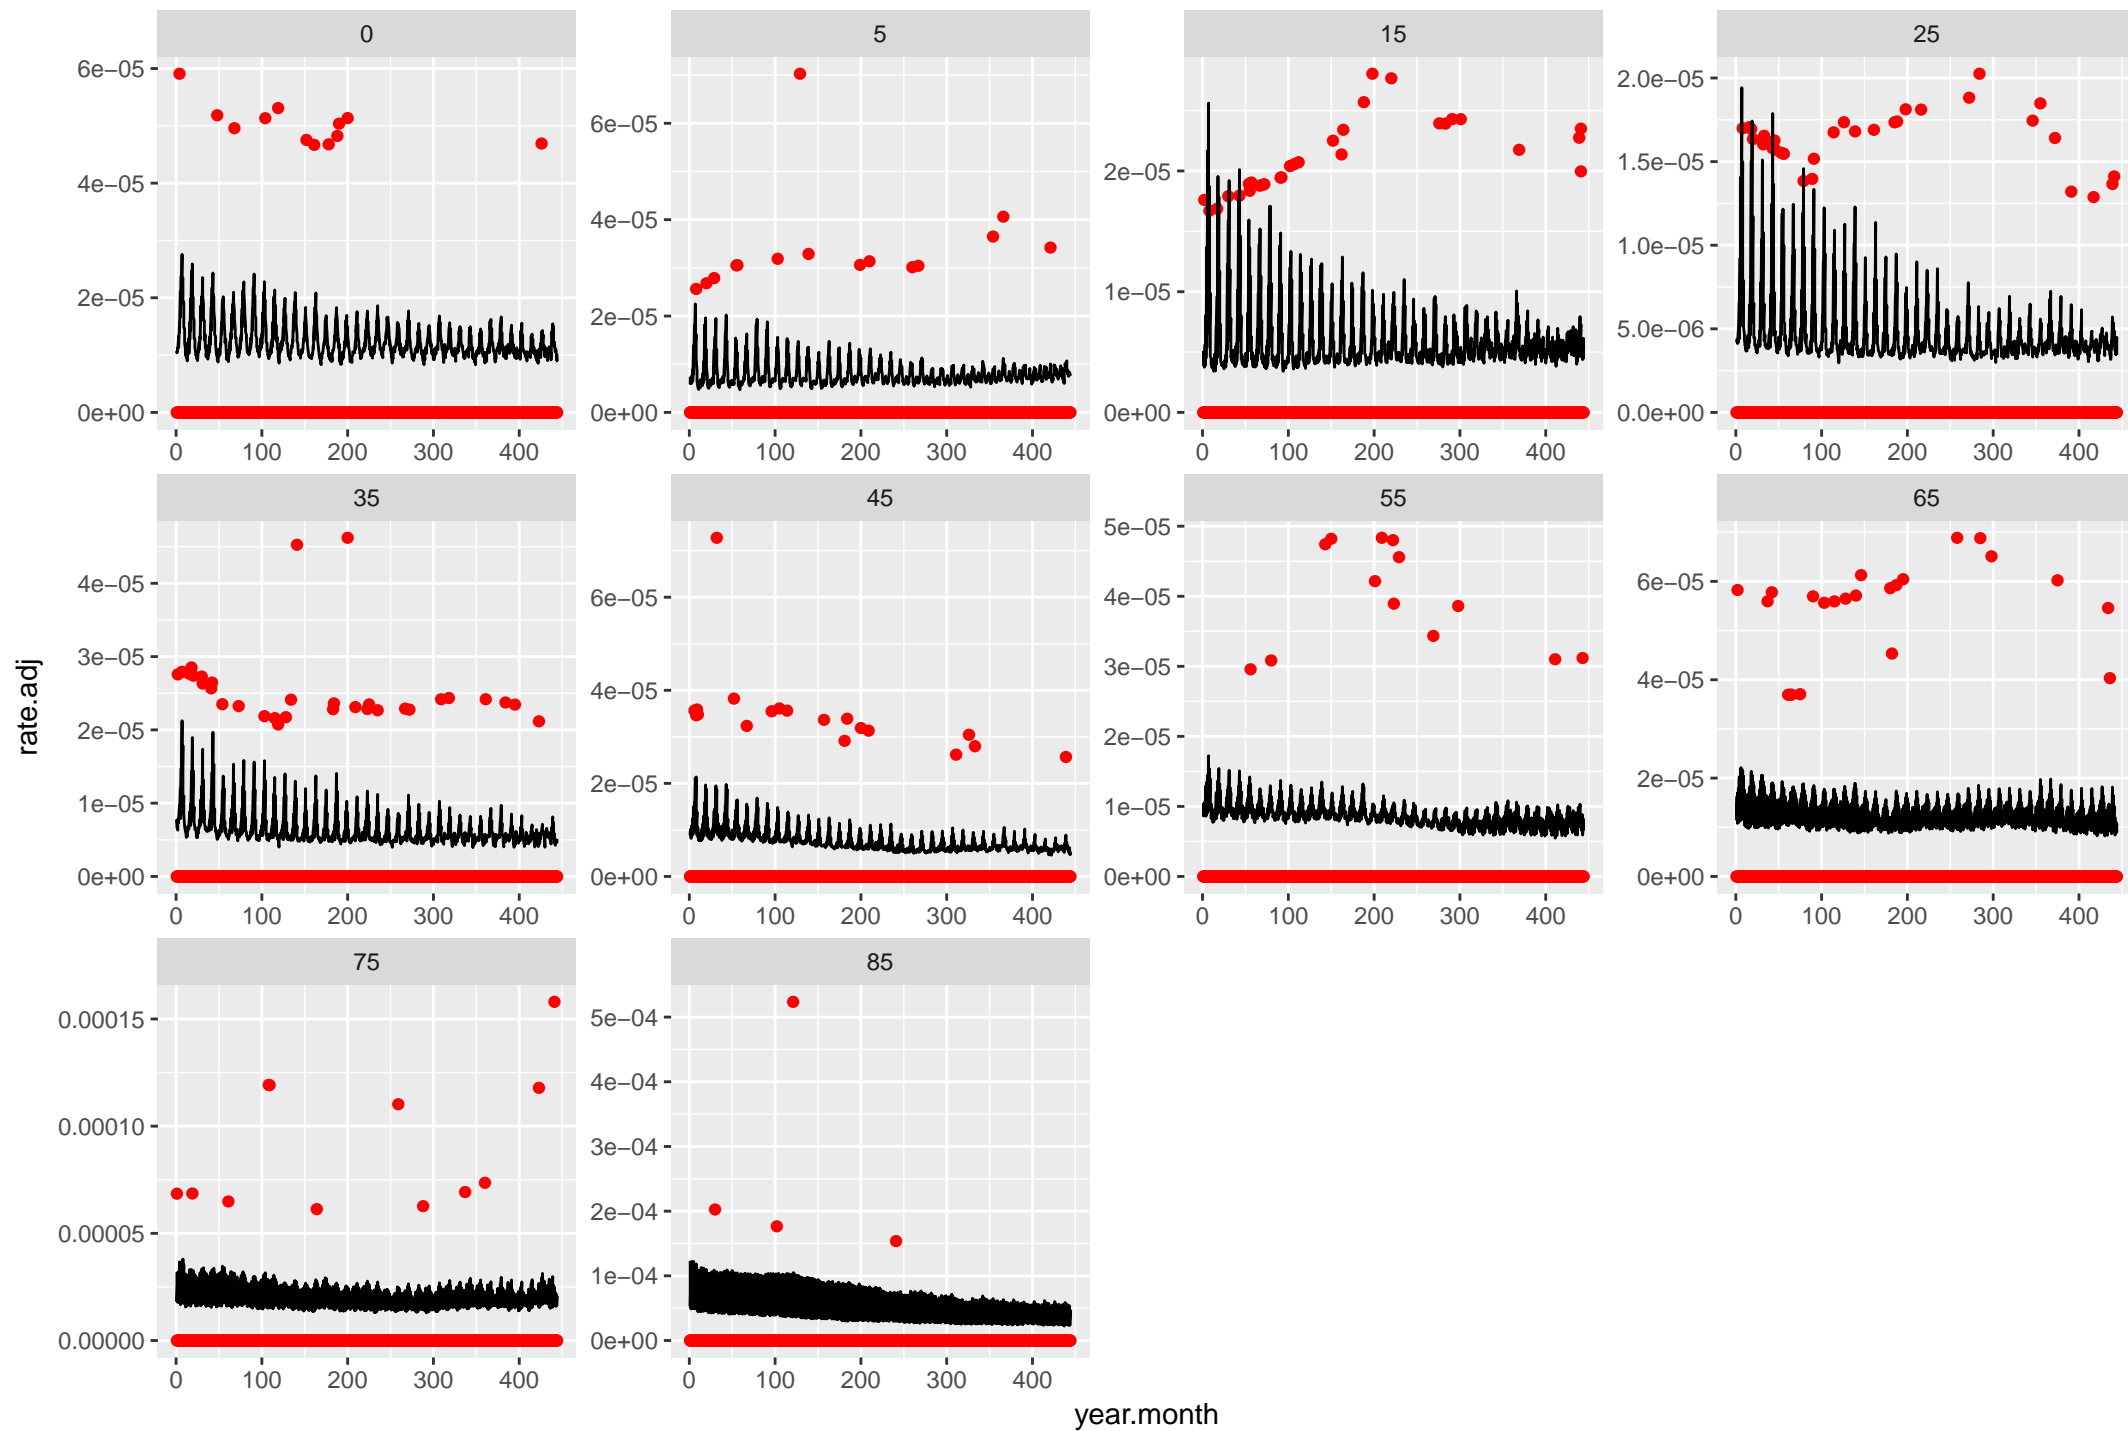 0 5 15 25
6e−05
4e−05
2e−05
0e+00
6e−05
4e−05
2e−05
0e+00
2e−05
1e−05
0e+00
2.0e−05
1.5e−05
1.0e−05
5.0e−06
0.0e+00
0 100 200 300 400 0 100 200 300 400 0 100 200 300 400 0 100 200 300 400
35 45 55 65
4e−05
3e−05
2e−05
1e−05
0e+00
6e−05
4e−05
2e−05
0e+00
5e−05
4e−05
3e−05
2e−05
1e−05
0e+00
6e−05
4e−05
2e−05
0e+00
0 100 200 300 400 0 100 200 300 400 0 100 200 300 400 0 100 200 300 400
rate.adj
75 85
0.00015
0.00010
0.00005
0.00000
5e−04
4e−04
3e−04
2e−04
1e−04
0e+00
0 100 200 300 400 0 100 200 300 400
year.month